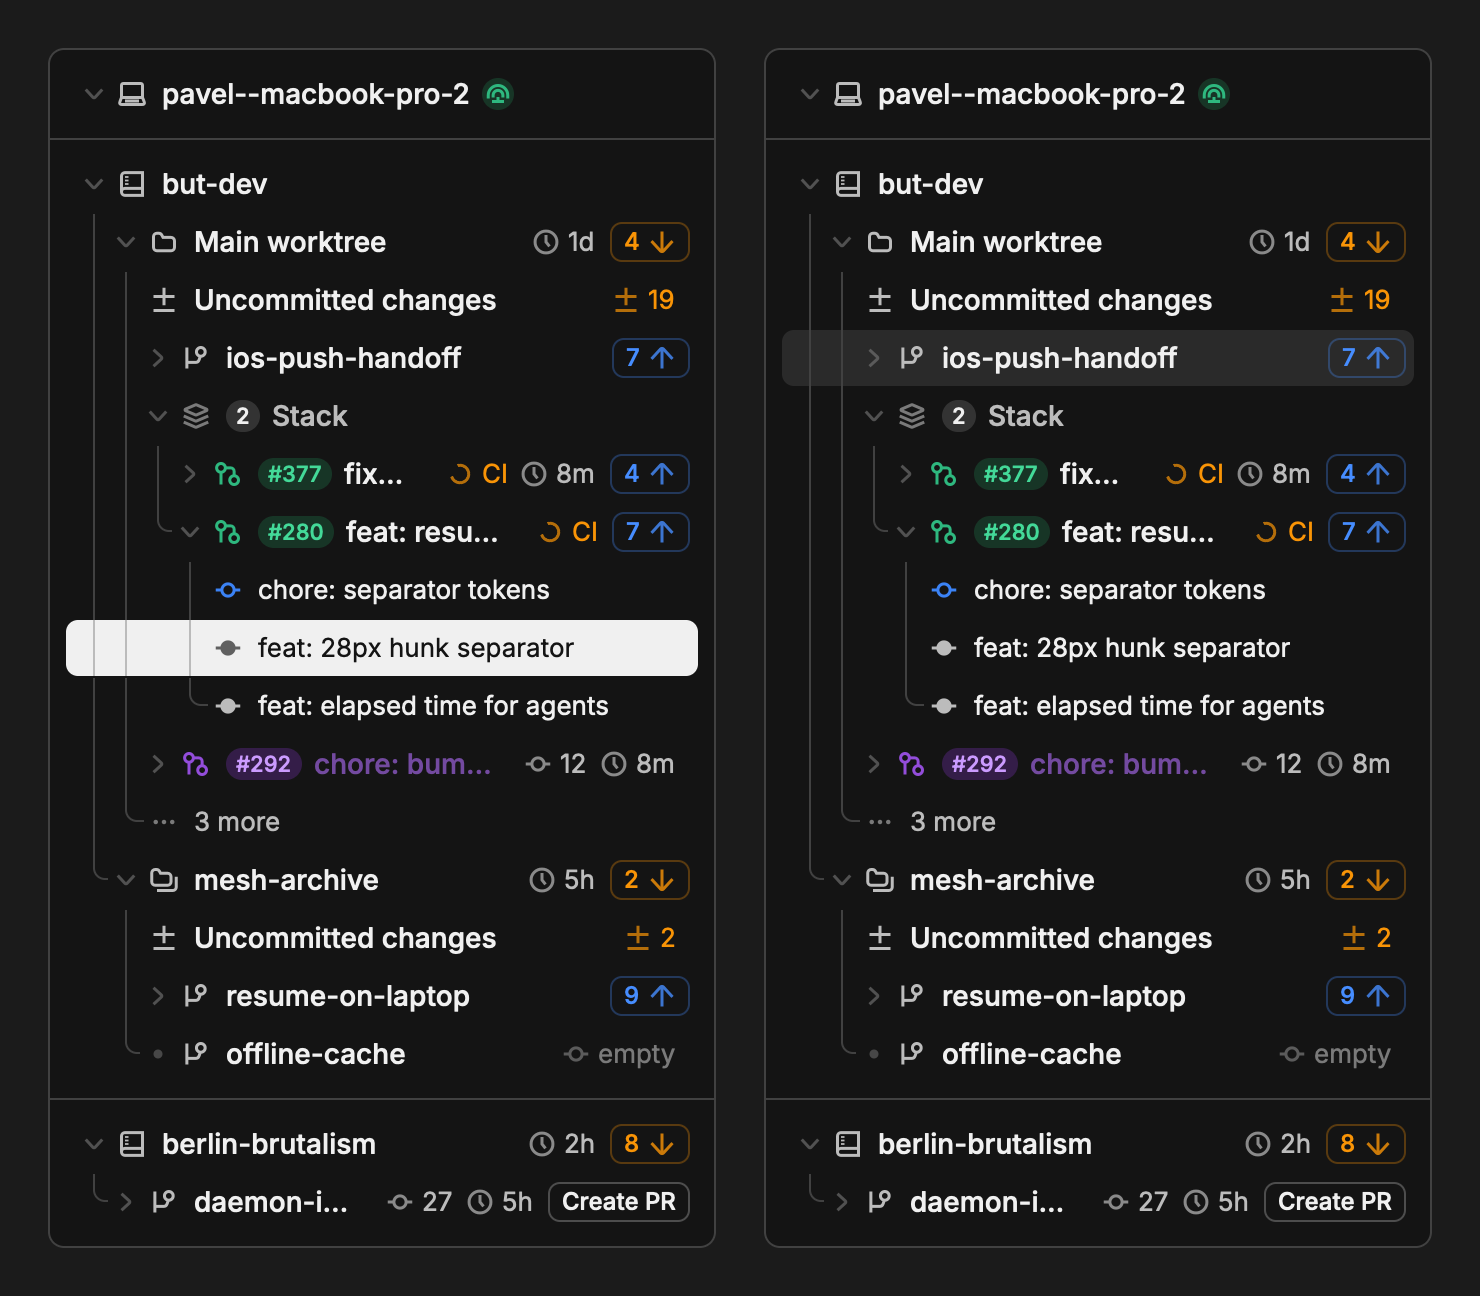 pavel--macbook-pro-2
but-dev
Main worktree 1d 4
Uncommitted changes ± 19
ios-push-handoff 7
2 Stack
#377 fix... CI 8m 4
#280 feat: resu... CI 7
chore: separator tokens
feat: 28px hunk separator
feat: elapsed time for agents
#292 chore: bum... 12 8m
3 more
mesh-archive 5h 2
Uncommitted changes ± 2
resume-on-laptop 9
offline-cache empty
berlin-brutalism 2h 8
daemon-i... 27 5h Create PR
pavel--macbook-pro-2
but-dev
Main worktree 1d 4
Uncommitted changes ± 19
ios-push-handoff 7
2 Stack
#377 fix... CI 8m 4
#280 feat: resu... CI 7
chore: separator tokens
feat: 28px hunk separator
feat: elapsed time for agents
#292 chore: bum... 12 8m
3 more
mesh-archive 5h 2
Uncommitted changes ± 2
resume-on-laptop 9
offline-cache empty
berlin-brutalism 2h 8
daemon-i... 27 5h Create PR